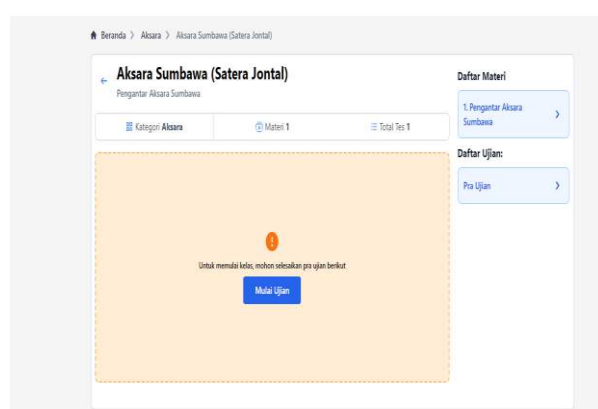 Beranda > Aksara > Aksara Sumbawa (Satera Jontal)
← Aksara Sumbawa (Satera Jontal)
Pengantar Aksara Sumbawa
Kategori Aksara
Materi 1
Total Tes 1
!
Untuk memulai kelas, mohon selesaikan pra ujian berikut
Mulai Ujian
Daftar Materi
1. Pengantar Aksara
Sumbawa >
Daftar Ujian:
Pra Ujian >